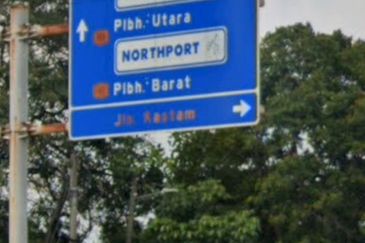 Plbh. Utara
NORTHPORT
Plbh. Barat
Jln. Kastam